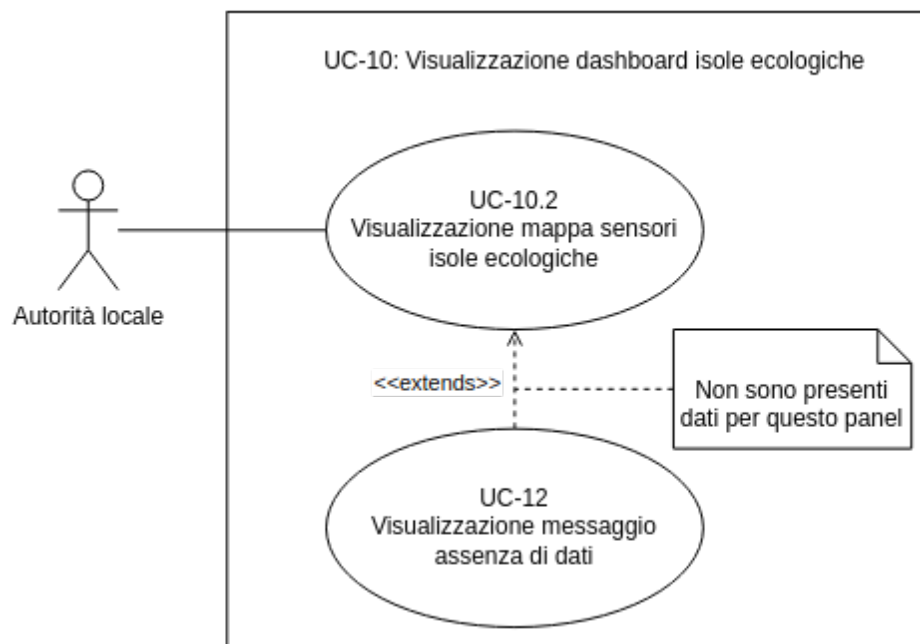 UC-10: Visualizzazione dashboard isole ecologiche
UC-10.2
Visualizzazione mappa sensori
isole ecologiche
Autorità locale
<<extends>>
Non sono presenti
dati per questo panel
UC-12
Visualizzazione messaggio
assenza di dati